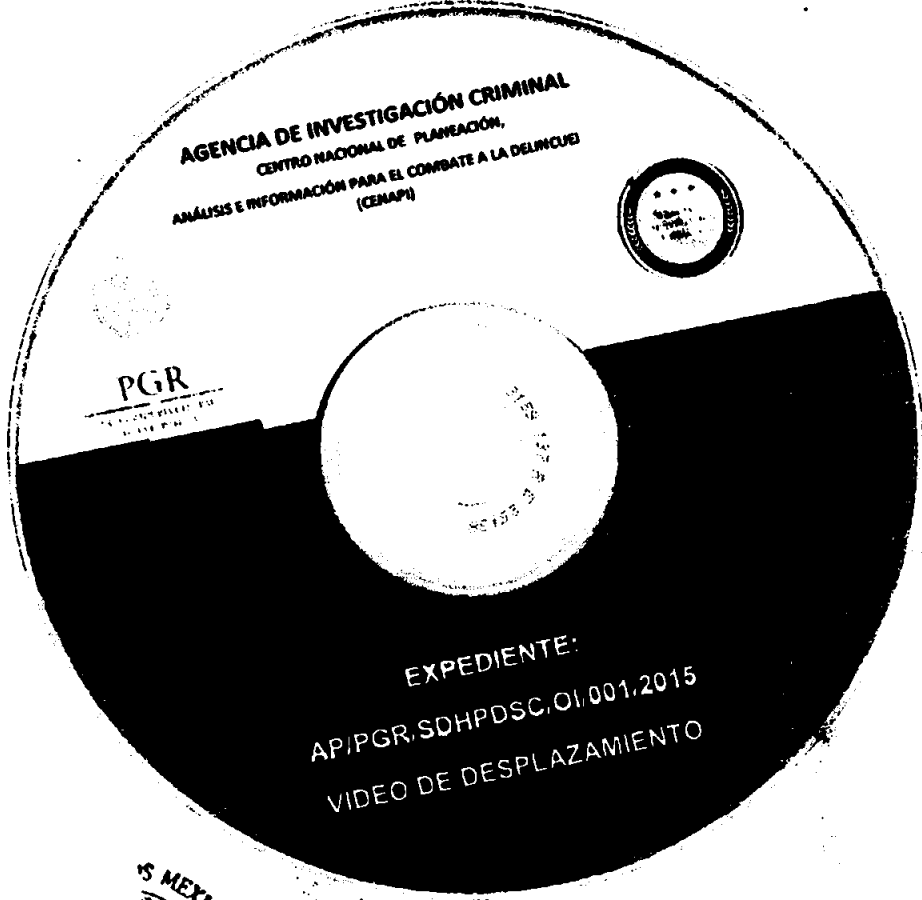 AGENCIA DE INVESTIGACIÓN CRIMINAL
CENTRO NACIONAL DE PLANEACIÓN,
ANÁLISIS E INFORMACIÓN PARA EL COMBATE A LA DELINCUE
(CENAPI)
PGR
EXPEDIENTE:
AP/PGR/SDHPDSC/OI/001/2015
VIDEO DE DESPLAZAMIENTO
S MEX